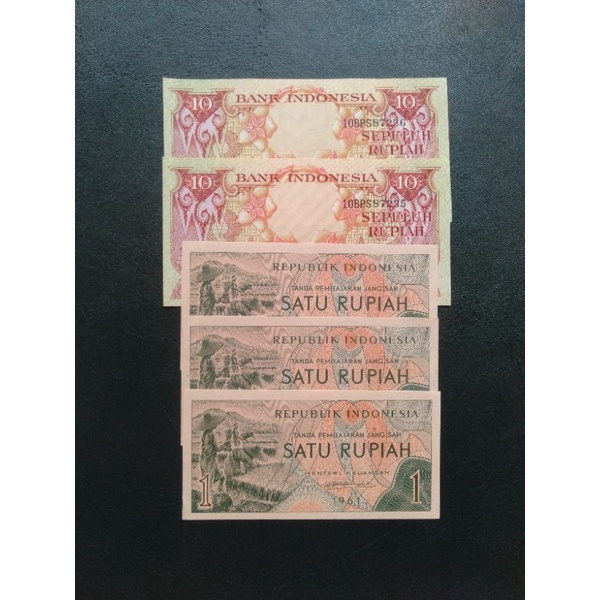 10 BANK INDONESIA 10
10BPS87236
SEPULUH
RUPIAH
10 BANK INDONESIA 10
10BPS87235
SEPULUH
RUPIAH
REPUBLIK INDONESIA
TANDA PEMBAJARAN JANG SAH
SATU RUPIAH
REPUBLIK INDONESIA
TANDA PEMBAJARAN JANG SAH
SATU RUPIAH
REPUBLIK INDONESIA
TANDA PEMBAJARAN JANG SAH
SATU RUPIAH
MENTERI KEUANGAN
1 1961 1